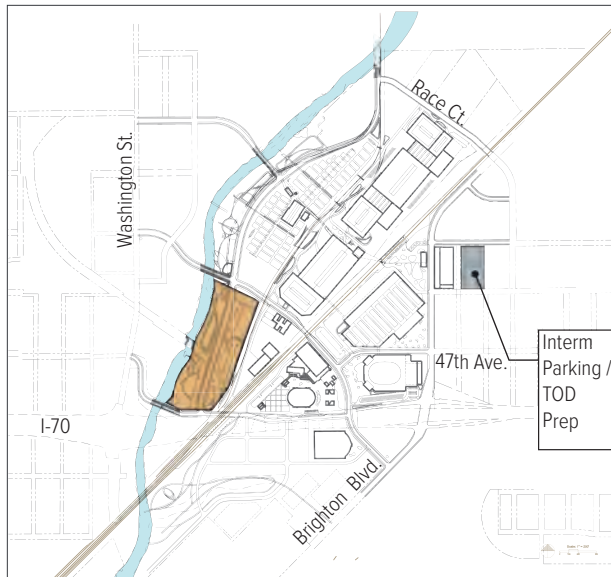 Race Ct.
Washington St.
47th Ave.
Interm
Parking /
TOD
Prep
I-70
Brighton Blvd.